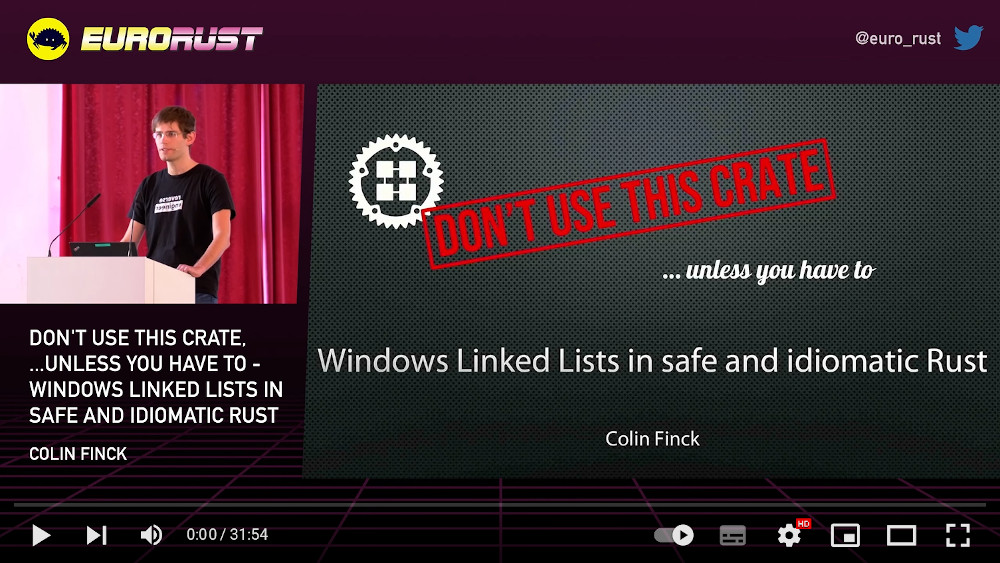 EURORUST
@euro_rust
DON'T USE THIS CRATE
... unless you have to
Windows Linked Lists in safe and idiomatic Rust
Colin Finck
DON'T USE THIS CRATE,
...UNLESS YOU HAVE TO -
WINDOWS LINKED LISTS IN
SAFE AND IDIOMATIC RUST
COLIN FINCK
0:00 / 31:54
HD